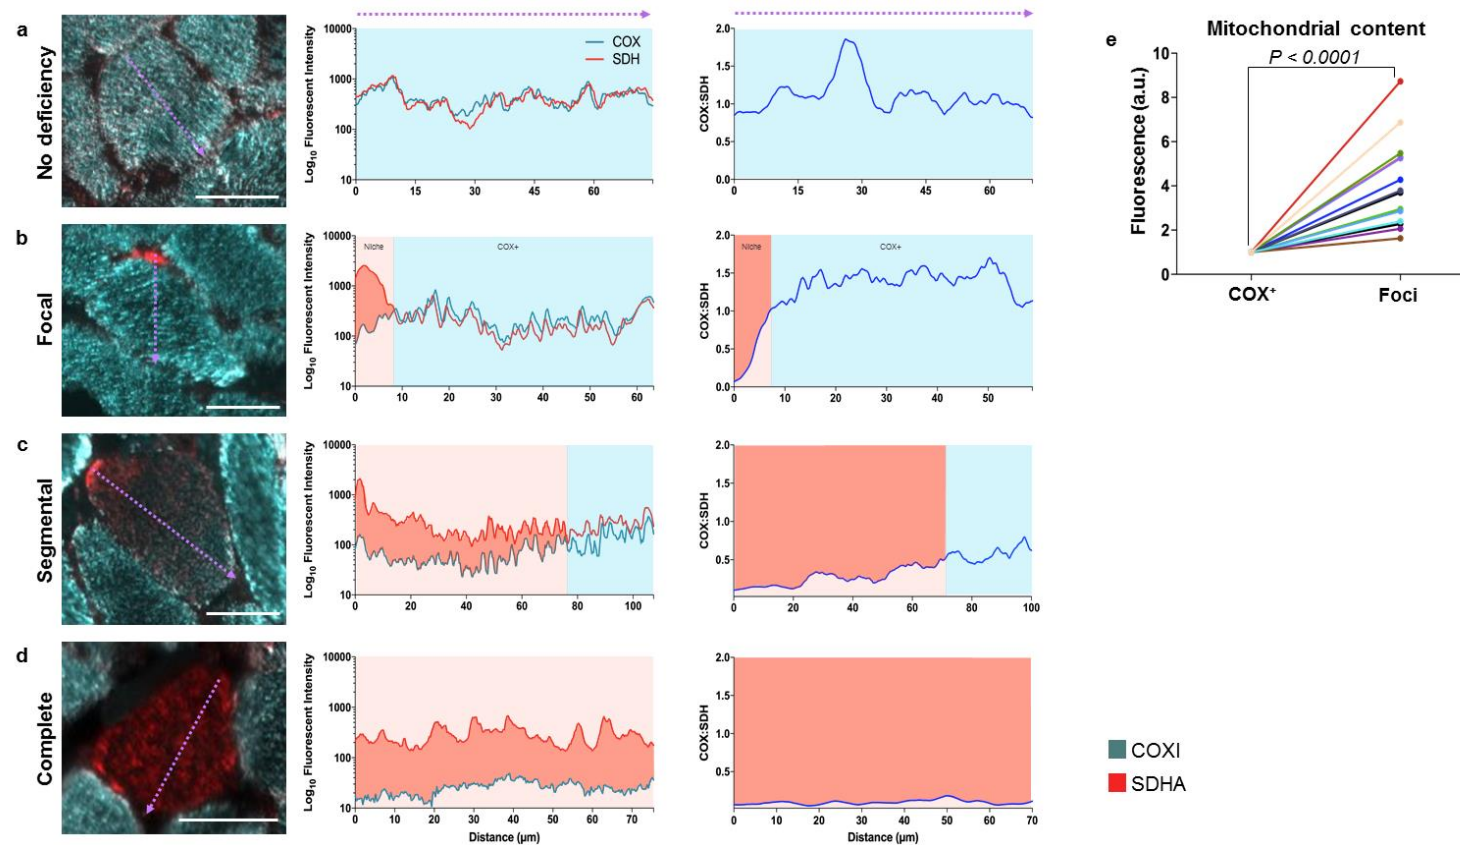 a
No deficiency
Log10 Fluorescent Intensity
10000
1000
100
10
COX
SDH
0 15 30 45 60
COX:SDH
2.0
1.5
1.0
0.5
0.0
0 15 30 45 60
b
Focal
Log10 Fluorescent Intensity
10000
1000
100
10
Niche
COX+
0 10 20 30 40 50 60
COX:SDH
2.0
1.5
1.0
0.5
0.0
Niche
COX+
0 10 20 30 40 50
c
Segmental
Log10 Fluorescent Intensity
10000
1000
100
10
0 20 40 60 80 100
COX:SDH
2.0
1.5
1.0
0.5
0 20 40 60 80 100
d
Complete
Log10 Fluorescent Intensity
10000
1000
100
10
0 10 20 30 40 50 60 70
Distance (µm)
COX:SDH
2.0
1.5
1.0
0.5
0 10 20 30 40 50 60 70
Distance (µm)
e
Mitochondrial content
P < 0.0001
Fluorescence (a.u.)
10
8
6
4
2
0
COX+
Foci
COXI
SDHA